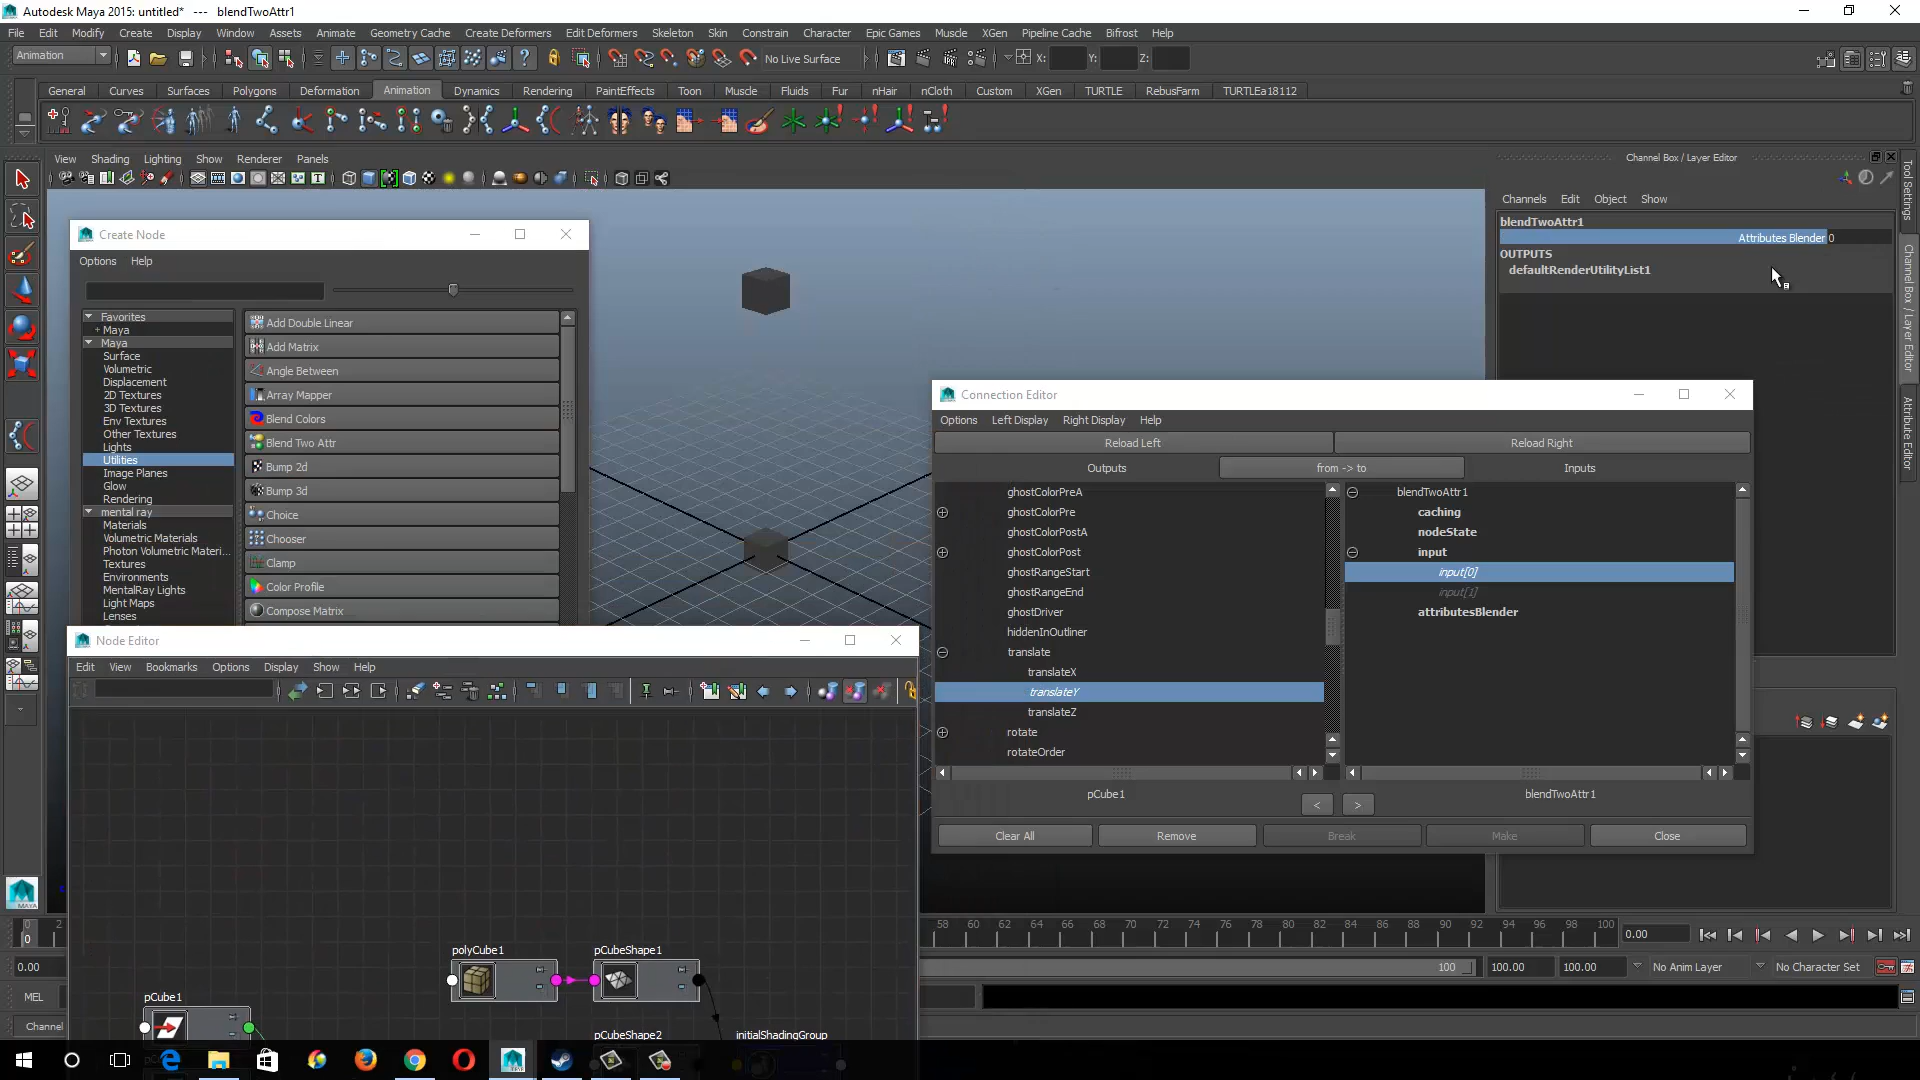 Autodesk Maya 2015: untitled*   ---   blendTwoAttr1
File Edit Modify Create Display Window Assets Animate Geometry Cache Create Deformers Edit Deformers Skeleton Skin Constrain Character Epic Games Muscle XGen Pipeline Cache Bifrost Help
Animation
No Live Surface
X:
Y:
Z:
General Curves Surfaces Polygons Deformation Animation Dynamics Rendering PaintEffects Toon Muscle Fluids Fur nHair nCloth Custom XGen TURTLE RebusFarm TURTLEa18112
View Shading Lighting Show Renderer Panels
Channel Box / Layer Editor
Channels Edit Object Show
blendTwoAttr1
Attributes Blender 0
OUTPUTS
defaultRenderUtilityList1
Tool Settings
Channel Box / Layer Editor
Attribute Editor
Create Node
Options Help
Favorites
+ Maya
Maya
Surface
Volumetric
Displacement
2D Textures
3D Textures
Env Textures
Other Textures
Lights
Utilities
Image Planes
Glow
Rendering
mental ray
Materials
Volumetric Materials
Photon Volumetric Materi...
Textures
Environments
MentalRay Lights
Light Maps
Lenses
Add Double Linear
Add Matrix
Angle Between
Array Mapper
Blend Colors
Blend Two Attr
Bump 2d
Bump 3d
Choice
Chooser
Clamp
Color Profile
Compose Matrix
Connection Editor
Options Left Display Right Display Help
Reload Left
Reload Right
Outputs
from -> to
Inputs
ghostColorPreA
ghostColorPre
ghostColorPostA
ghostColorPost
ghostRangeStart
ghostRangeEnd
ghostDriver
hiddenInOutliner
translate
translateX
translateY
translateZ
rotate
rotateOrder
blendTwoAttr1
caching
nodeState
input
input[0]
input[1]
attributesBlender
pCube1
blendTwoAttr1
<
>
Clear All
Remove
Break
Make
Close
Node Editor
Edit View Bookmarks Options Display Show Help
polyCube1
pCubeShape1
pCube1
pCubeShape2
initialShadingGroup
0 2
0
58 60 62 64 66 68 70 72 74 76 78 80 82 84 86 88 90 92 94 96 98 100
0.00
0.00
100
100.00
100.00
No Anim Layer
No Character Set
MEL
Channel
MAYA